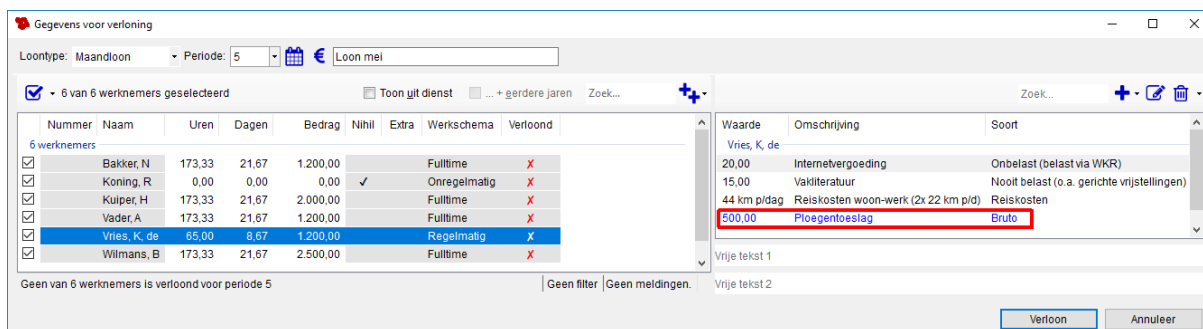 Gegevens voor verloning
Loontype: Maandloon Periode: 5 € Loon mei
6 van 6 werknemers geselecteerd Toon uit dienst ... + eerdere jaren Zoek... Zoek...
Nummer Naam Uren Dagen Bedrag Nihil Extra Werkschema Verloond
6 werknemers
Bakker, N 173,33 21,67 1.200,00 Fulltime X
Koning, R 0,00 0,00 0,00 ✓ Onregelmatig X
Kuiper, H 173,33 21,67 2.000,00 Fulltime X
Vader, A 173,33 21,67 1.200,00 Fulltime X
Vries, K, de 65,00 8,67 1.200,00 Regelmatig X
Wilmans, B 173,33 21,67 2.500,00 Fulltime X
Geen van 6 werknemers is verloond voor periode 5 Geen filter Geen meldingen.
Waarde Omschrijving Soort
Vries, K, de
20,00 Internetvergoeding Onbelast (belast via WKR)
15,00 Vakliteratuur Nooit belast (o.a. gerichte vrijstellingen)
44 km p/dag Reiskosten woon-werk (2x 22 km p/d) Reiskosten
500,00 Ploegentoeslag Bruto
Vrije tekst 1
Vrije tekst 2
Verloon Annuleer